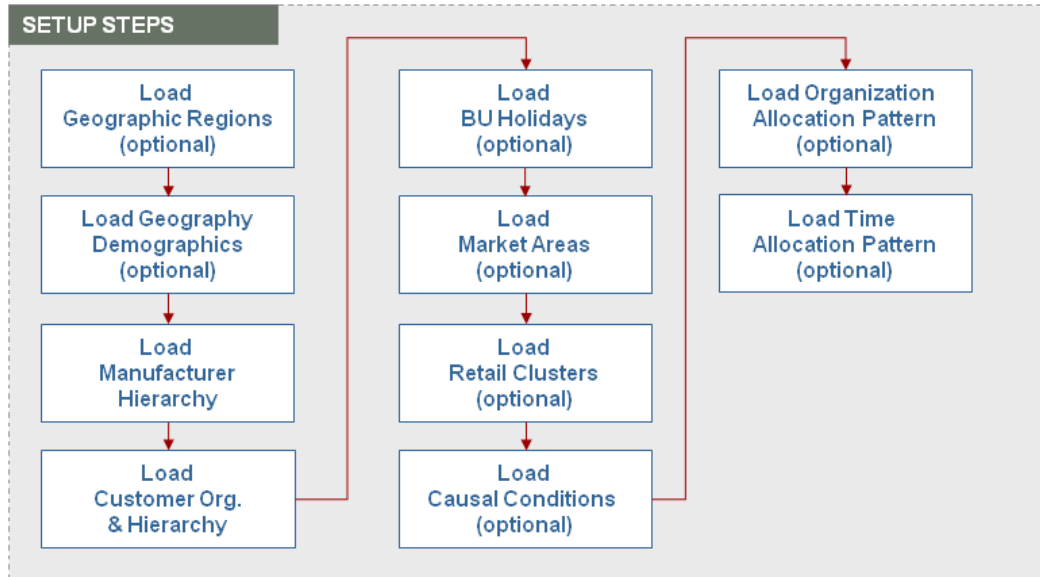 SETUP STEPS
Load
Geographic Regions
(optional)
Load Geography
Demographics
(optional)
Load
Manufacturer
Hierarchy
Load
Customer Org.
& Hierarchy
Load
BU Holidays
(optional)
Load
Market Areas
(optional)
Load
Retail Clusters
(optional)
Load
Causal Conditions
(optional)
Load Organization
Allocation Pattern
(optional)
Load Time
Allocation Pattern
(optional)